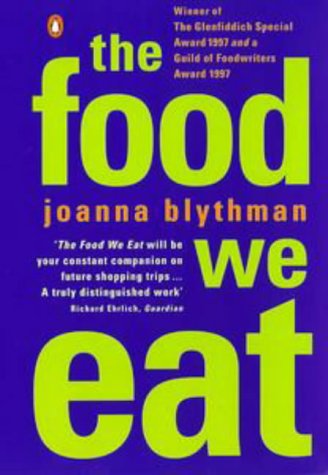 Winner of
The Glenfiddich Special
Award 1997 and a
Guild of Foodwriters
Award 1997
the
food
joanna blythman
'The Food We Eat will be
your constant companion on
future shopping trips ...
A truly distinguished work'
Richard Ehrlich, Guardian
we
eat